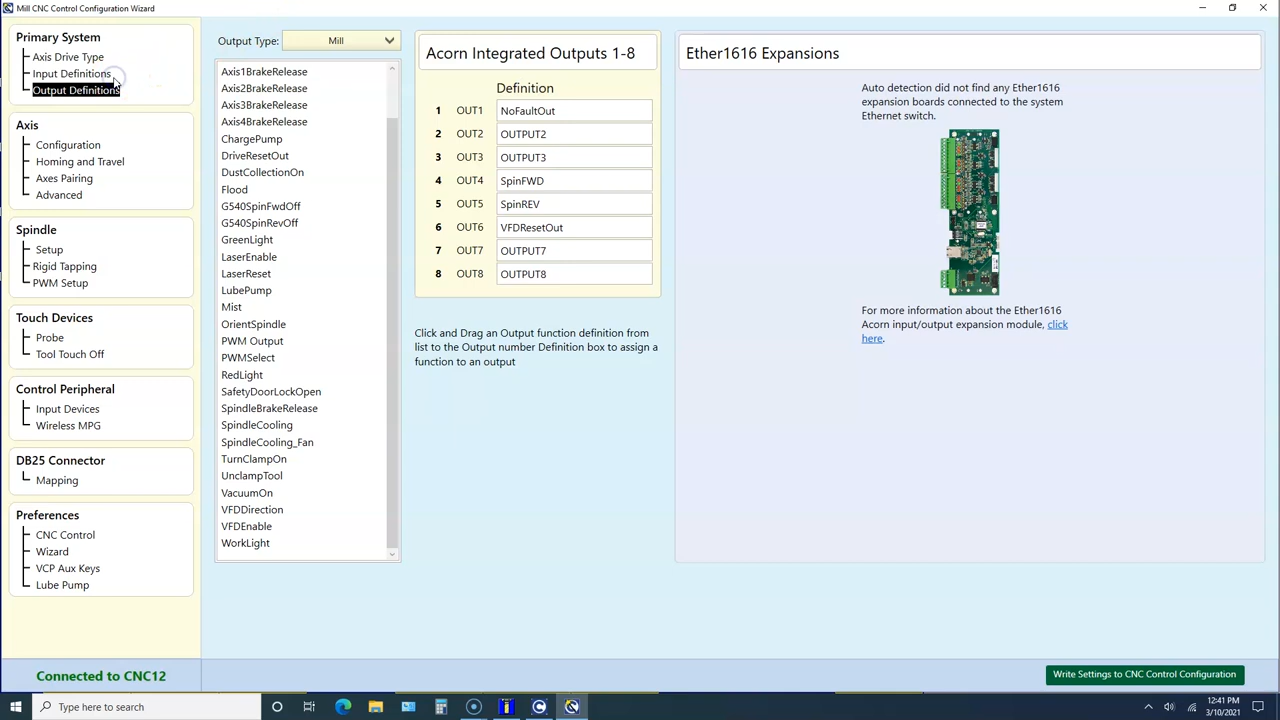 Mill CNC Control Configuration Wizard
Primary System
Axis Drive Type
Input Definitions
Output Definitions
Axis
Configuration
Homing and Travel
Axes Pairing
Advanced
Spindle
Setup
Rigid Tapping
PWM Setup
Touch Devices
Probe
Tool Touch Off
Control Peripheral
Input Devices
Wireless MPG
DB25 Connector
Mapping
Preferences
CNC Control
Wizard
VCP Aux Keys
Lube Pump
Connected to CNC12
Output Type: Mill
Axis1BrakeRelease
Axis2BrakeRelease
Axis3BrakeRelease
Axis4BrakeRelease
ChargePump
DriveResetOut
DustCollectionOn
Flood
G540SpinFwdOff
G540SpinRevOff
GreenLight
LaserEnable
LaserReset
LubePump
Mist
OrientSpindle
PWM Output
PWMSelect
RedLight
SafetyDoorLockOpen
SpindleBrakeRelease
SpindleCooling
SpindleCooling_Fan
TurnClampOn
UnclampTool
VacuumOn
VFDDirection
VFDEnable
WorkLight
Acorn Integrated Outputs 1-8
Definition
1 OUT1 NoFaultOut
2 OUT2 OUTPUT2
3 OUT3 OUTPUT3
4 OUT4 SpinFWD
5 OUT5 SpinREV
6 OUT6 VFDResetOut
7 OUT7 OUTPUT7
8 OUT8 OUTPUT8
Click and Drag an Output function definition from
list to the Output number Definition box to assign a
function to an output
Ether1616 Expansions
Auto detection did not find any Ether1616
expansion boards connected to the system
Ethernet switch.
For more information about the Ether1616
Acorn input/output expansion module, click
here.
Write Settings to CNC Control Configuration
Type here to search
12:41 PM
3/10/2021